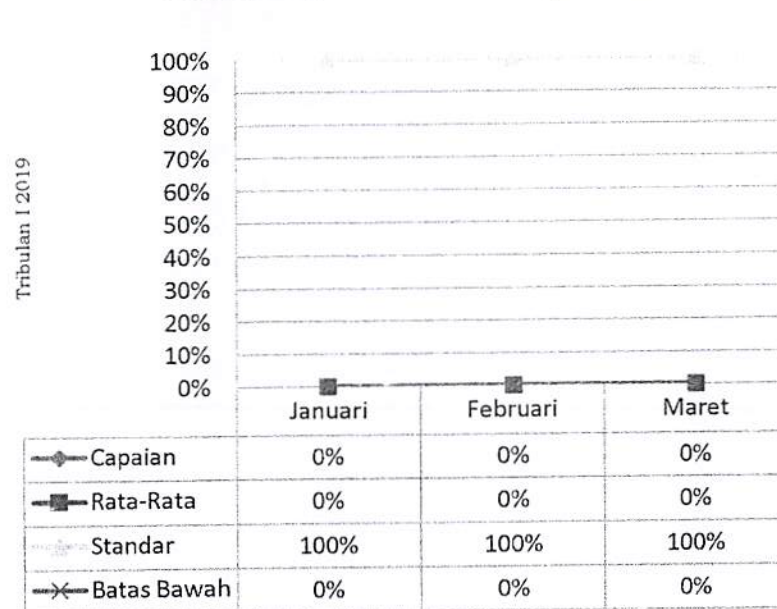 100%
90%
80%
70%
60%
50%
40%
30%
20%
10%
0%
Tribulan I 2019
Januari Februari Maret
Capaian 0% 0% 0%
Rata-Rata 0% 0% 0%
Standar 100% 100% 100%
Batas Bawah 0% 0% 0%